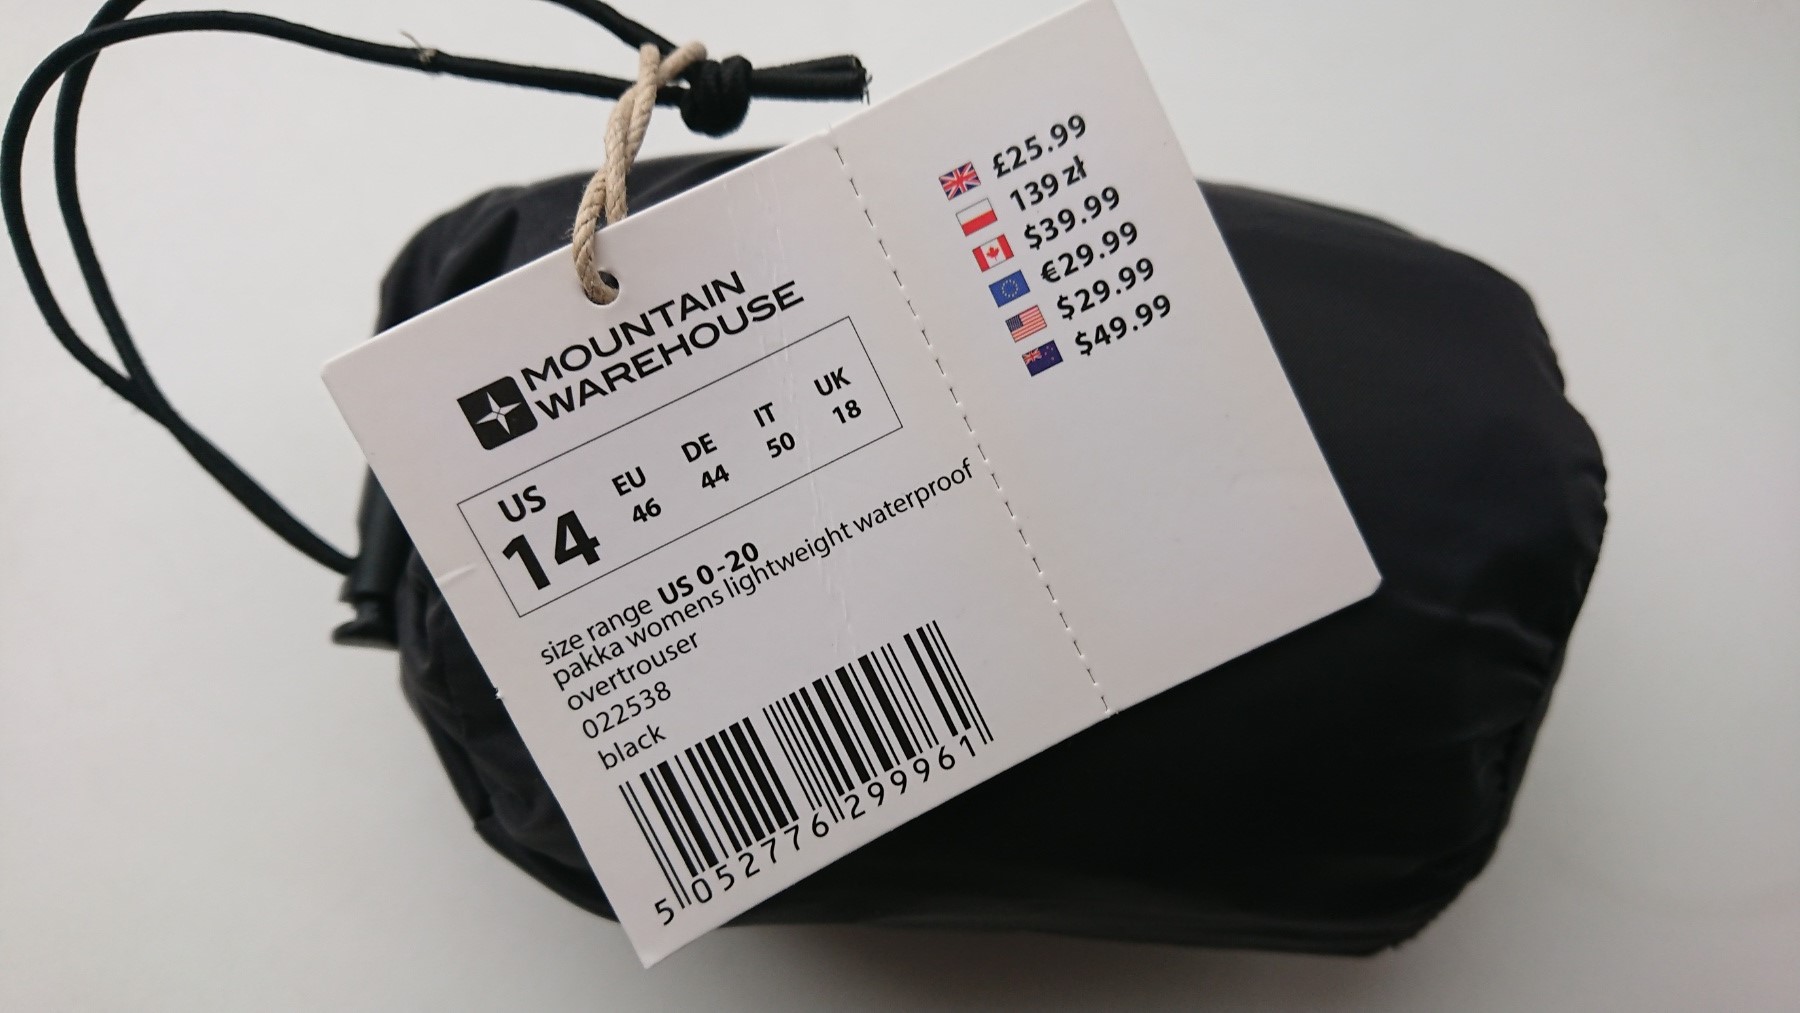 MOUNTAIN
WAREHOUSE
US EU DE IT UK
14 46 44 50 18
size range US 0-20
pakka womens lightweight waterproof
overtrouser
022538
black
5 052776 299961
£25.99
139 zł
$39.99
€29.99
$29.99
$49.99